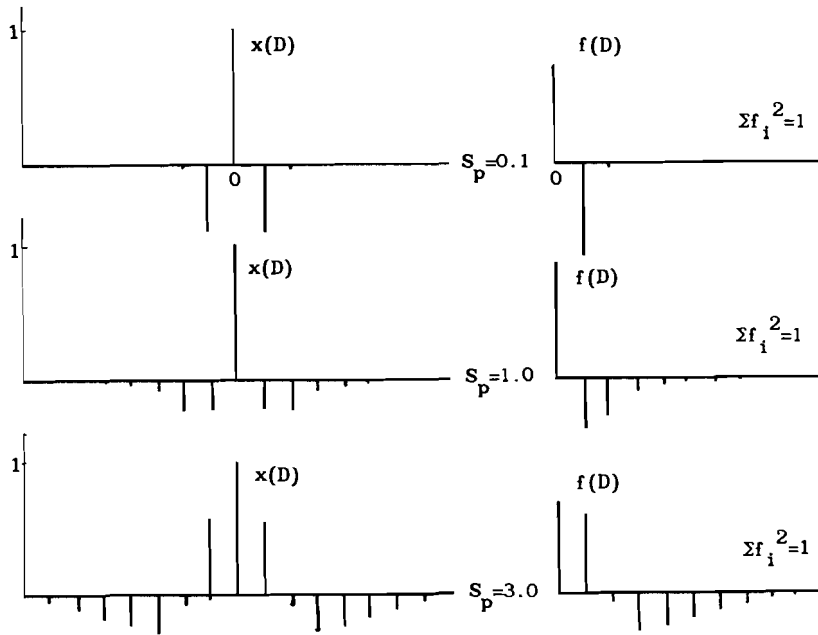 1
x(D)
f(D)
Σf_i^2=1
0
S_p=0.1
0
1
x(D)
f(D)
Σf_i^2=1
S_p=1.0
1
x(D)
f(D)
Σf_i^2=1
S_p=3.0